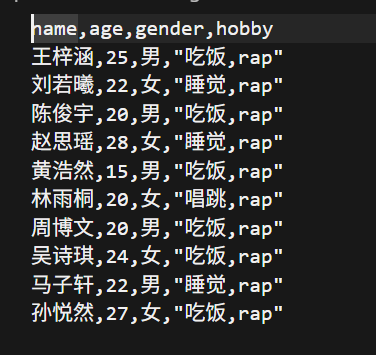 name,age,gender,hobby
王梓涵,25,男,"吃饭,rap"
刘若曦,22,女,"睡觉,rap"
陈俊宇,20,男,"吃饭,rap"
赵思瑶,28,女,"睡觉,rap"
黄浩然,15,男,"吃饭,rap"
林雨桐,20,女,"唱跳,rap"
周博文,20,男,"吃饭,rap"
吴诗琪,24,女,"吃饭,rap"
马子轩,22,男,"睡觉,rap"
孙悦然,27,女,"吃饭,rap"